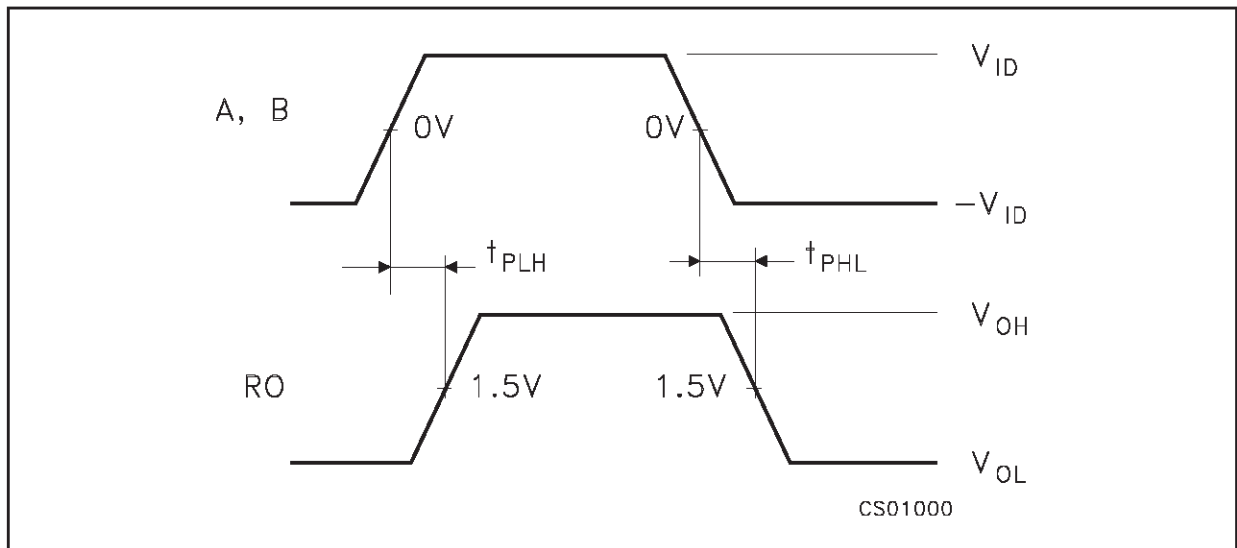 V_ID
A, B
0V
0V
-V_ID
t_PLH
t_PHL
V_OH
RO
1.5V
1.5V
V_OL
CS01000